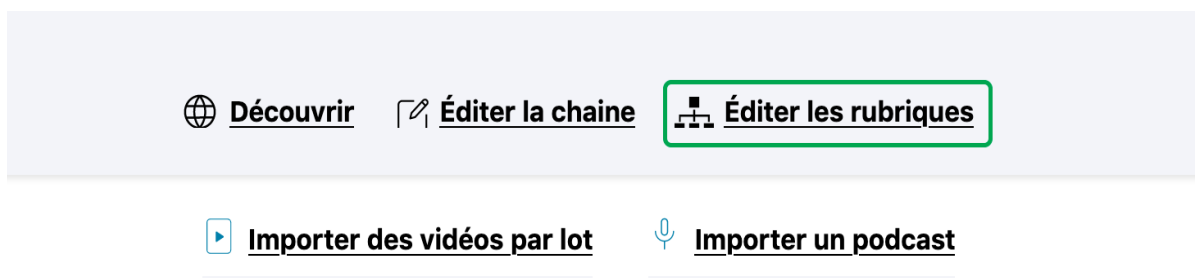 Découvrir Éditer la chaine Éditer les rubriques
Importer des vidéos par lot Importer un podcast